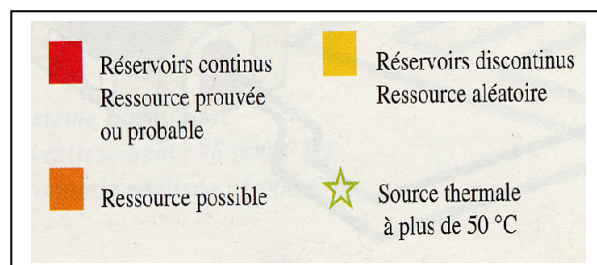 Réservoirs continus
Ressource prouvée
ou probable
Ressource possible
Réservoirs discontinus
Ressource aléatoire
Source thermale
à plus de 50 °C